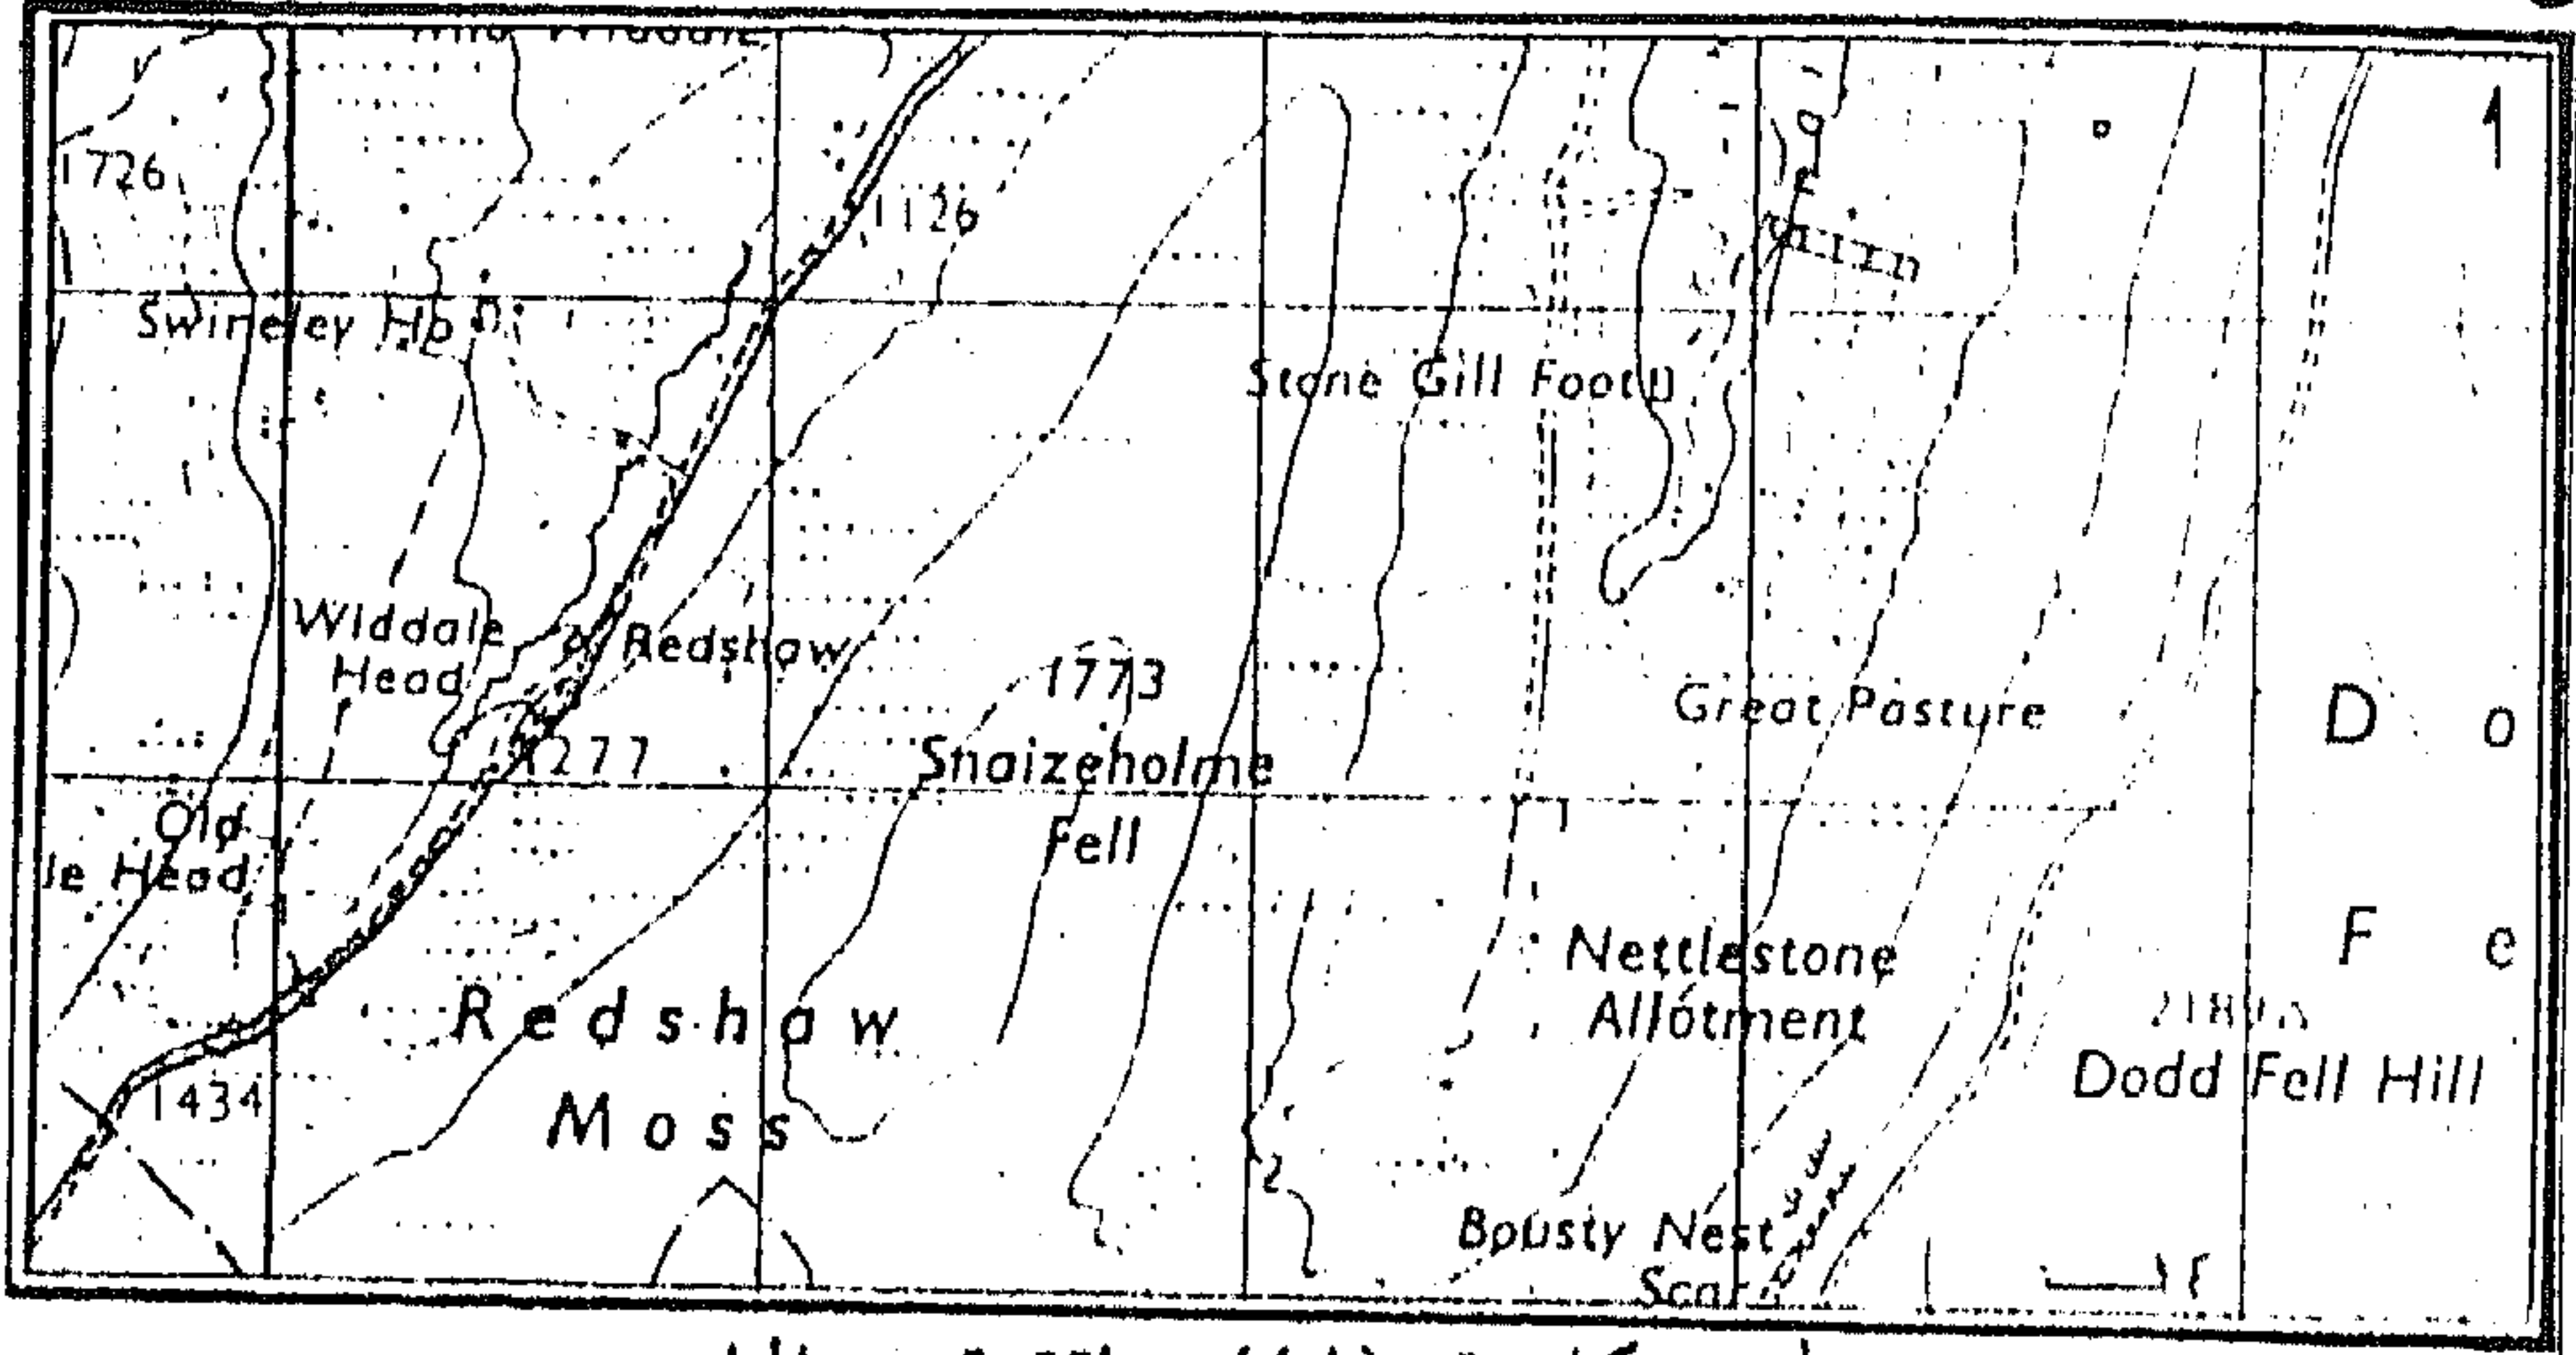 1
1726
1126
Swineley Ho
Stone Gill Foot
Widdale
Head
Redshaw
1773
Great Pasture
D o
1277
Snaizeholme
Fell
Old
le Head
Nettlestone
Allotment
F e
Redshaw
Moss
Dodd Fell Hill
1434
Bousty Nest
Scar